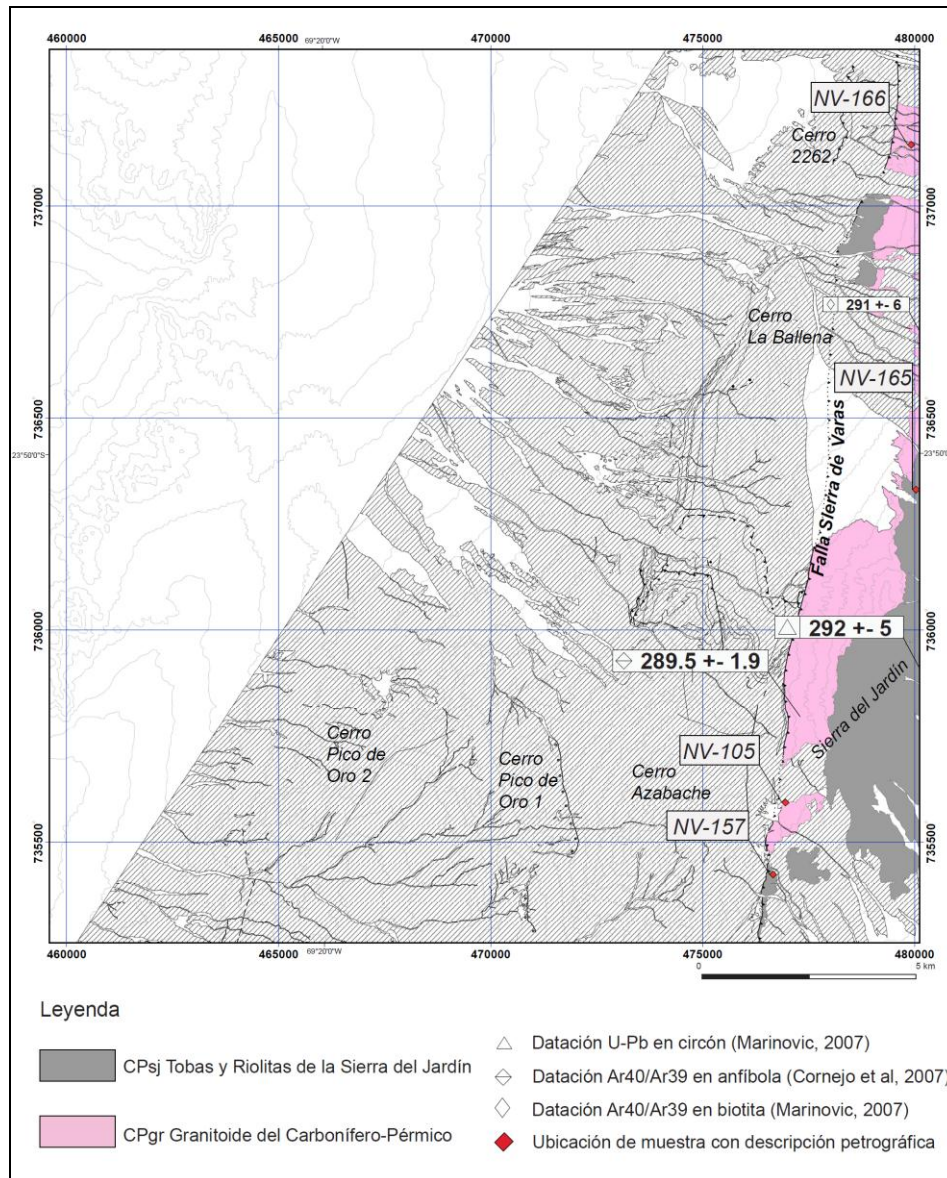 460000
465000
69°20'0"O
470000
475000
480000
NV-166
Cerro
2262
737000
737000
291 +- 6
Cerro
La Ballena
NV-165
736500
736500
23°50'0"S
23°50'0"
Falla Sierra de Varas
292 +- 5
736000
736000
289.5 +- 1.9
Sierra del Jardín
Cerro
Pico de
Oro 2
Cerro
Pico de
Oro 1
NV-105
Cerro
Azabache
NV-157
735500
735500
460000
465000
69°20'0"O
470000
475000
480000
0
5 km
Leyenda
CPsj Tobas y Riolitas de la Sierra del Jardín
CPgr Granitoide del Carbonífero-Pérmico
Datación U-Pb en circón (Marinovic, 2007)
Datación Ar40/Ar39 en anfíbola (Cornejo et al, 2007)
Datación Ar40/Ar39 en biotita (Marinovic, 2007)
Ubicación de muestra con descripción petrográfica